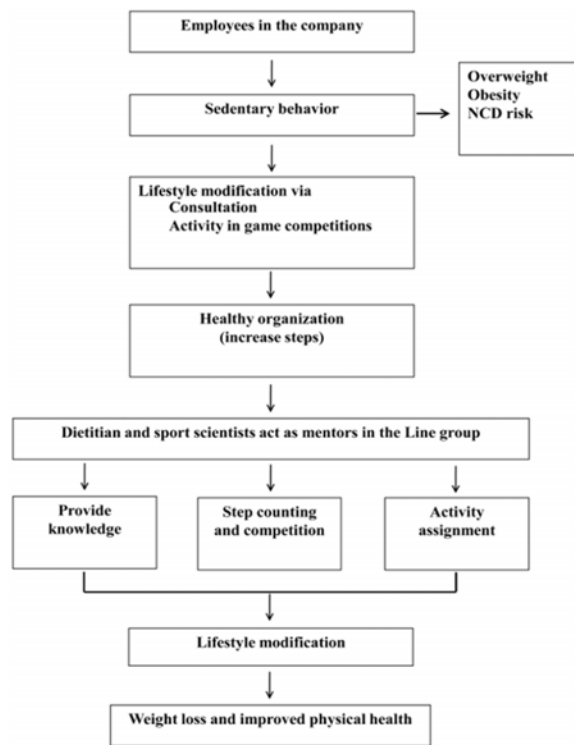 Employees in the company
Sedentary behavior
Overweight
Obesity
NCD risk
Lifestyle modification via
Consultation
Activity in game competitions
Healthy organization
(increase steps)
Dietitian and sport scientists act as mentors in the Line group
Provide
knowledge
Step counting
and competition
Activity
assignment
Lifestyle modification
Weight loss and improved physical health